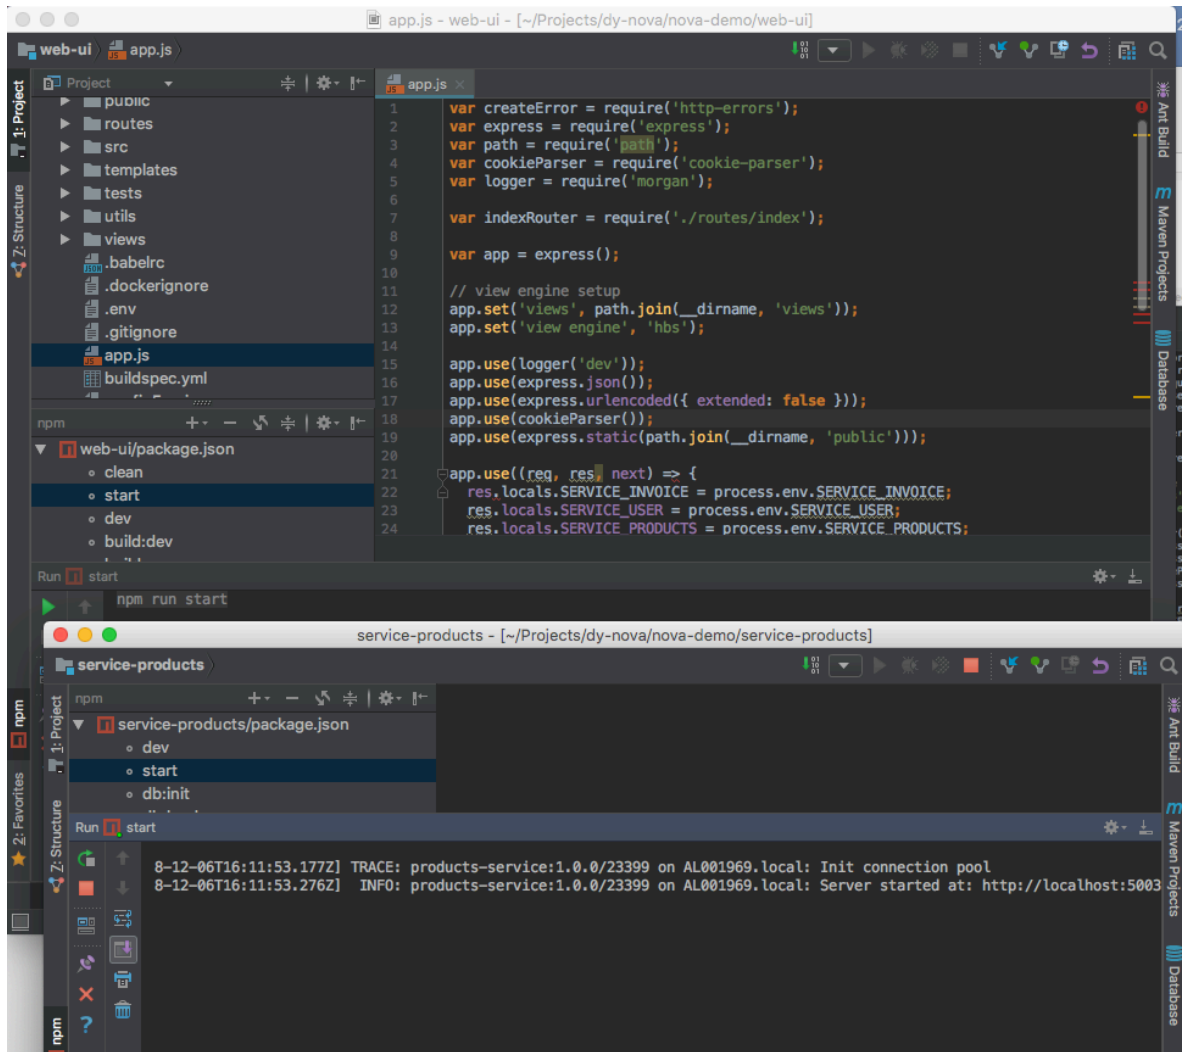 app.js - web-ui - [~/Projects/dy-nova/nova-demo/web-ui]
web-ui
app.js
1: Project
Z: Structure
npm
2: Favorites
Project
public
routes
src
templates
tests
utils
views
.babelrc
.dockerignore
.env
.gitignore
app.js
buildspec.yml
npm
web-ui/package.json
clean
start
dev
build:dev
app.js
1 var createError = require('http-errors');
2 var express = require('express');
3 var path = require('path');
4 var cookieParser = require('cookie-parser');
5 var logger = require('morgan');
6
7 var indexRouter = require('./routes/index');
8
9 var app = express();
10
11 // view engine setup
12 app.set('views', path.join(__dirname, 'views'));
13 app.set('view engine', 'hbs');
14
15 app.use(logger('dev'));
16 app.use(express.json());
17 app.use(express.urlencoded({ extended: false }));
18 app.use(cookieParser());
19 app.use(express.static(path.join(__dirname, 'public')));
20
21 app.use((req, res, next) => {
22 res.locals.SERVICE_INVOICE = process.env.SERVICE_INVOICE;
23 res.locals.SERVICE_USER = process.env.SERVICE_USER;
24 res.locals.SERVICE_PRODUCTS = process.env.SERVICE_PRODUCTS;
Ant Build
Maven Projects
Database
Run start
npm run start
service-products - [~/Projects/dy-nova/nova-demo/service-products]
service-products
1: Project
Z: Structure
npm
npm
service-products/package.json
dev
start
db:init
Run start
8-12-06T16:11:53.177Z] TRACE: products-service:1.0.0/23399 on AL001969.local: Init connection pool
8-12-06T16:11:53.276Z]  INFO: products-service:1.0.0/23399 on AL001969.local: Server started at: http://localhost:5003
Ant Build
Maven Projects
Database